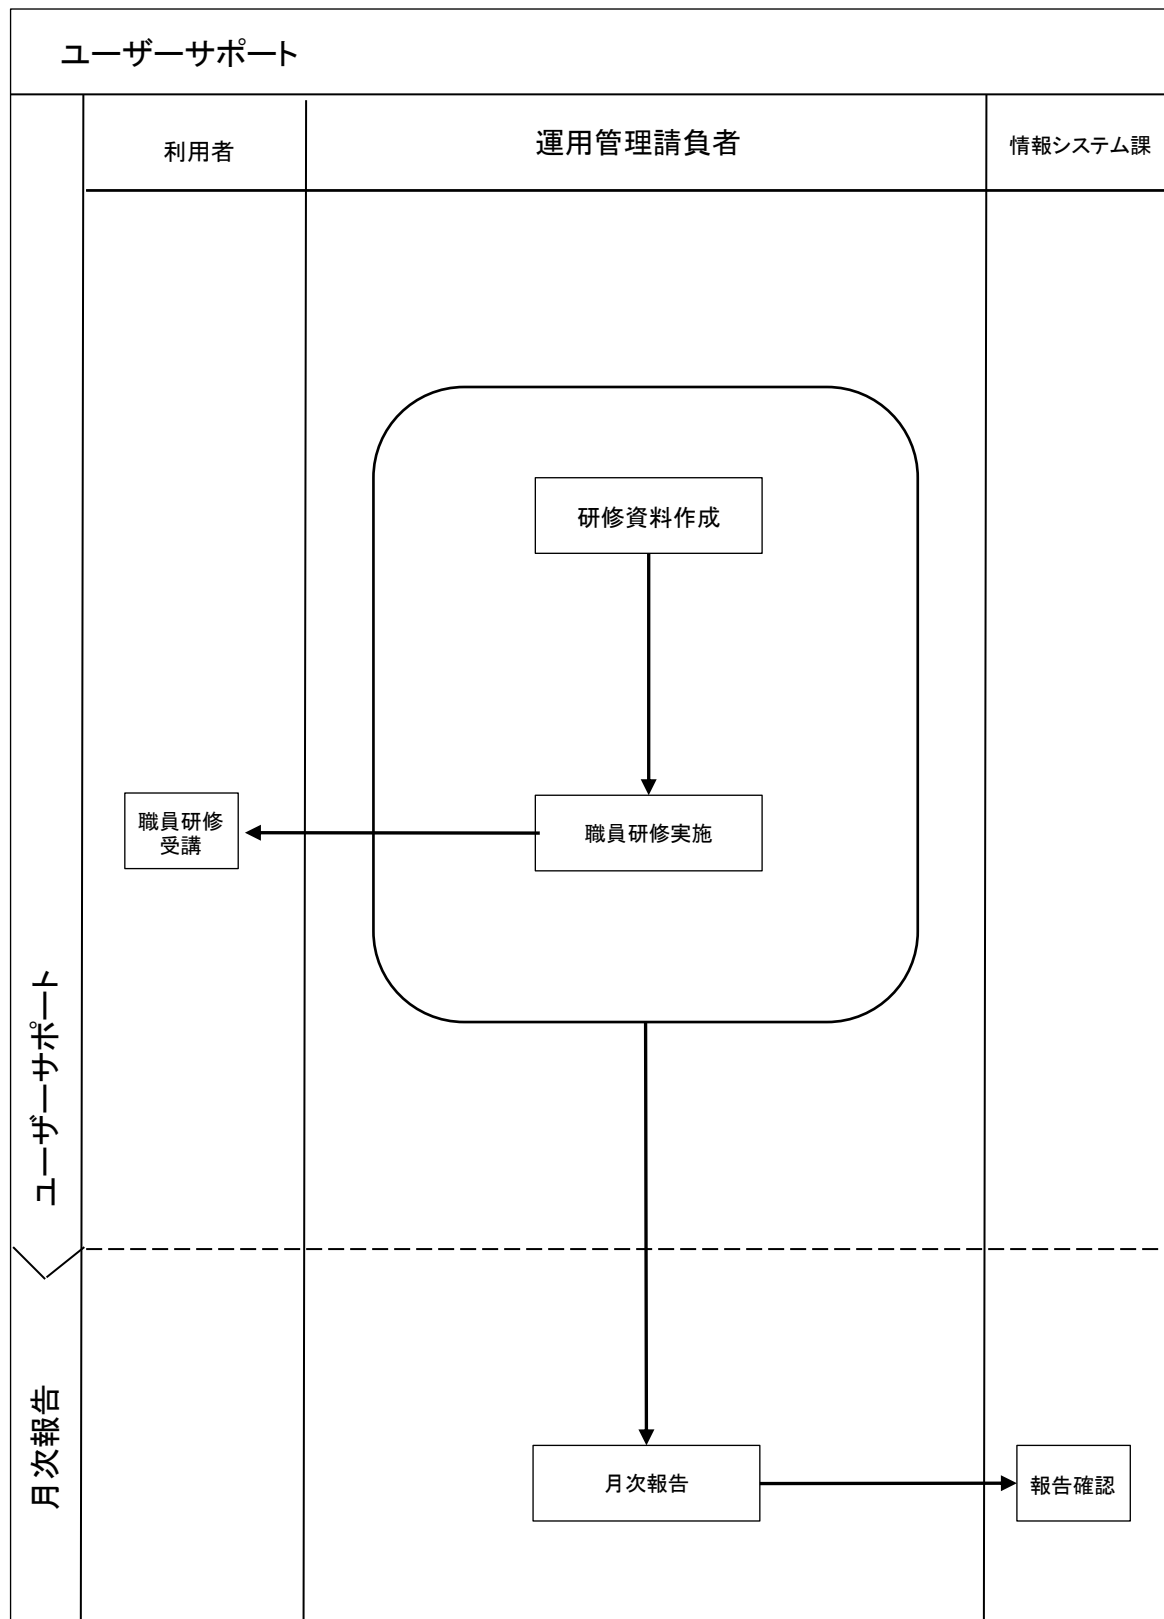 ユーザーサポート
利用者
運用管理請負者
情報システム課
研修資料作成
職員研修
受講
職員研修実施
ユーザーサポート
月次報告
月次報告
報告確認